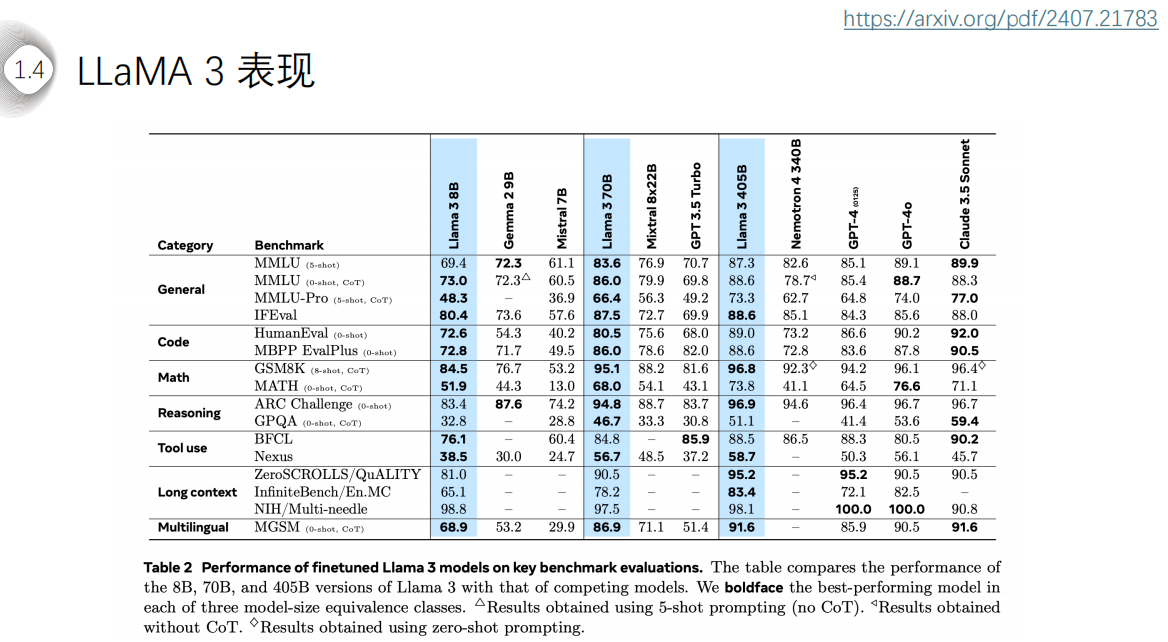 https://arxiv.org/pdf/2407.21783
1.4 LLaMA 3 表现
Category Benchmark Llama 3 8B Gemma 2 9B Mistral 7B Llama 3 70B Mixtral 8x22B GPT 3.5 Turbo Llama 3 405B Nemotron 4 340B GPT-4 (0125) GPT-4o Claude 3.5 Sonnet
General
MMLU (5-shot) 69.4 72.3 61.1 83.6 76.9 70.7 87.3 82.6 85.1 89.1 89.9
MMLU (0-shot, CoT) 73.0 72.3△ 60.5 86.0 79.9 69.8 88.6 78.7◃ 85.4 88.7 88.3
MMLU-Pro (5-shot, CoT) 48.3 – 36.9 66.4 56.3 49.2 73.3 62.7 64.8 74.0 77.0
IFEval 80.4 73.6 57.6 87.5 72.7 69.9 88.6 85.1 84.3 85.6 88.0
Code
HumanEval (0-shot) 72.6 54.3 40.2 80.5 75.6 68.0 89.0 73.2 86.6 90.2 92.0
MBPP EvalPlus (0-shot) 72.8 71.7 49.5 86.0 78.6 82.0 88.6 72.8 83.6 87.8 90.5
Math
GSM8K (8-shot, CoT) 84.5 76.7 53.2 95.1 88.2 81.6 96.8 92.3◇ 94.2 96.1 96.4◇
MATH (0-shot, CoT) 51.9 44.3 13.0 68.0 54.1 43.1 73.8 41.1 64.5 76.6 71.1
Reasoning
ARC Challenge (0-shot) 83.4 87.6 74.2 94.8 88.7 83.7 96.9 94.6 96.4 96.7 96.7
GPQA (0-shot, CoT) 32.8 – 28.8 46.7 33.3 30.8 51.1 – 41.4 53.6 59.4
Tool use
BFCL 76.1 – 60.4 84.8 – 85.9 88.5 86.5 88.3 80.5 90.2
Nexus 38.5 30.0 24.7 56.7 48.5 37.2 58.7 – 50.3 56.1 45.7
Long context
ZeroSCROLLS/QuALITY 81.0 – – 90.5 – – 95.2 – 95.2 90.5 90.5
InfiniteBench/En.MC 65.1 – – 78.2 – – 83.4 – 72.1 82.5 –
NIH/Multi-needle 98.8 – – 97.5 – – 98.1 – 100.0 100.0 90.8
Multilingual
MGSM (0-shot, CoT) 68.9 53.2 29.9 86.9 71.1 51.4 91.6 – 85.9 90.5 91.6
Table 2 Performance of finetuned Llama 3 models on key benchmark evaluations. The table compares the performance of
the 8B, 70B, and 405B versions of Llama 3 with that of competing models. We boldface the best-performing model in
each of three model-size equivalence classes. △Results obtained using 5-shot prompting (no CoT). ◃Results obtained
without CoT. ◇Results obtained using zero-shot prompting.